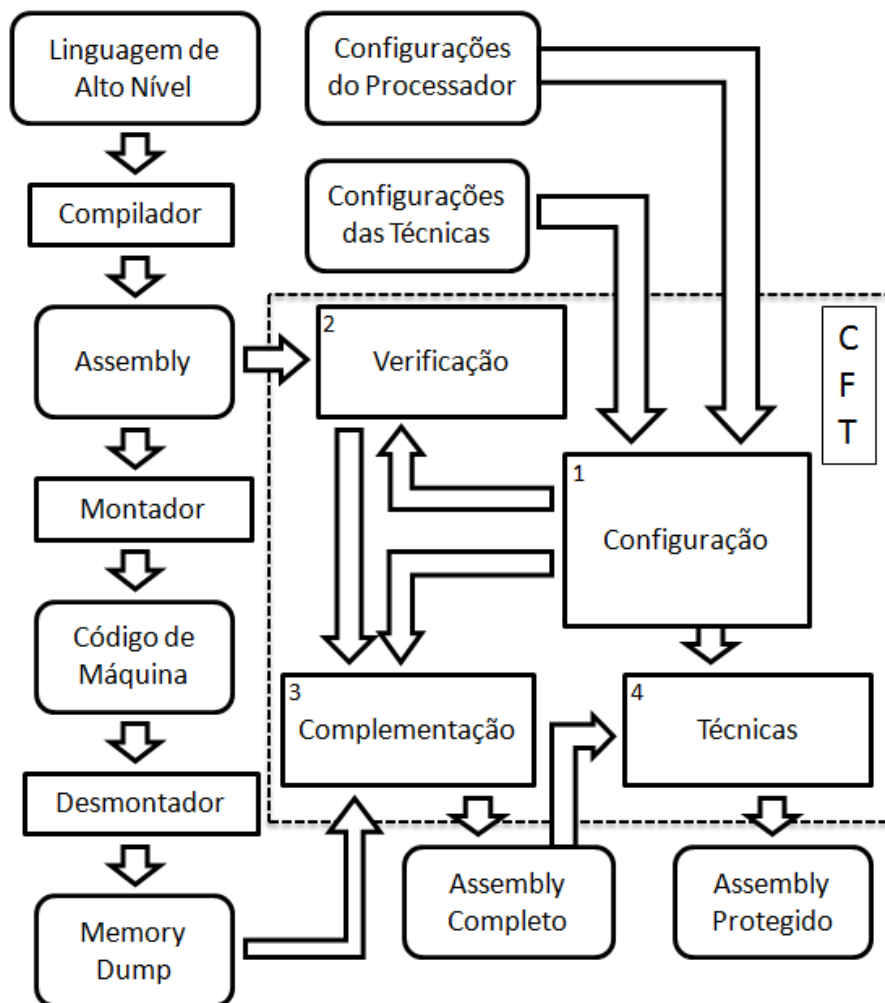 Linguagem de
Alto Nível
Configurações
do Processador
Compilador
Configurações
das Técnicas
Assembly
2
Verificação
C
F
T
Montador
1
Configuração
Código de
Máquina
3
Complementação
4
Técnicas
Desmontador
Memory
Dump
Assembly
Completo
Assembly
Protegido